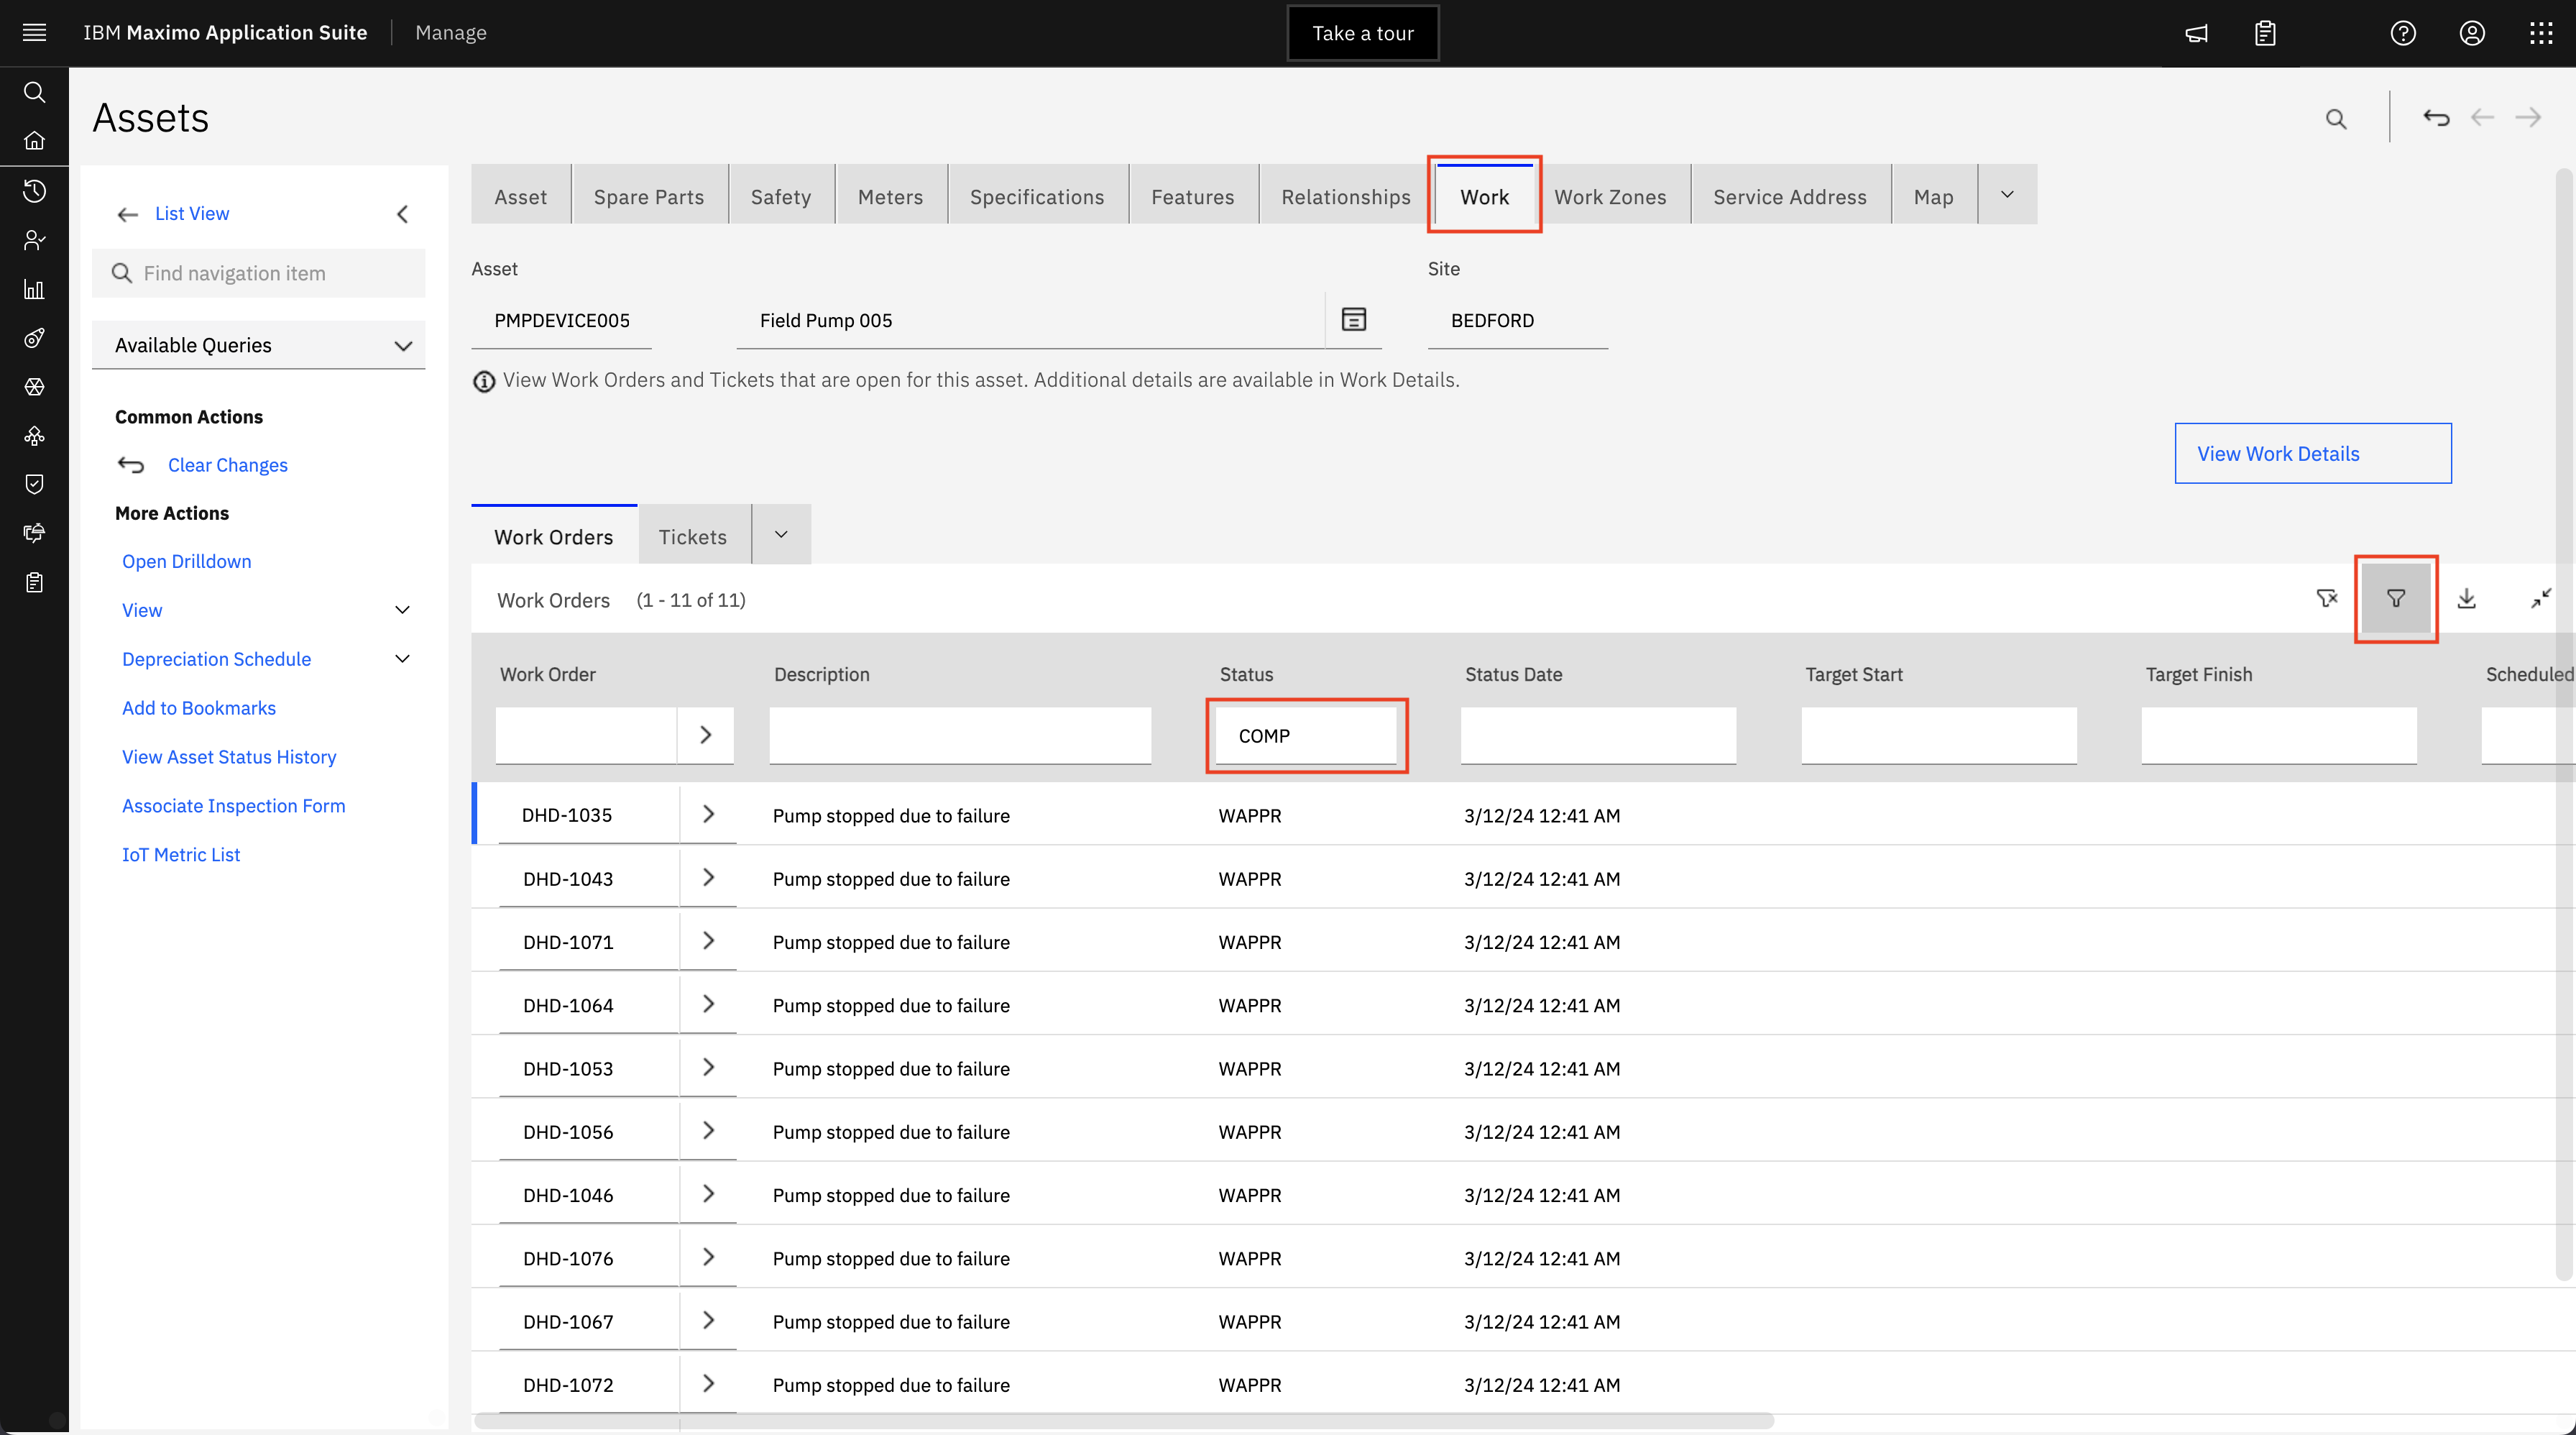 IBM Maximo Application Suite
Manage
Take a tour
Assets
List View
Find navigation item
Available Queries
Common Actions
Clear Changes
More Actions
Open Drilldown
View
Depreciation Schedule
Add to Bookmarks
View Asset Status History
Associate Inspection Form
IoT Metric List
Asset Spare Parts Safety Meters Specifications Features Relationships Work Work Zones Service Address Map
Asset Site
PMPDEVICE005 Field Pump 005 BEDFORD
View Work Orders and Tickets that are open for this asset. Additional details are available in Work Details.
View Work Details
Work Orders Tickets
Work Orders (1 - 11 of 11)
Work Order Description Status Status Date Target Start Target Finish Scheduled
COMP
DHD-1035 Pump stopped due to failure WAPPR 3/12/24 12:41 AM
DHD-1043 Pump stopped due to failure WAPPR 3/12/24 12:41 AM
DHD-1071 Pump stopped due to failure WAPPR 3/12/24 12:41 AM
DHD-1064 Pump stopped due to failure WAPPR 3/12/24 12:41 AM
DHD-1053 Pump stopped due to failure WAPPR 3/12/24 12:41 AM
DHD-1056 Pump stopped due to failure WAPPR 3/12/24 12:41 AM
DHD-1046 Pump stopped due to failure WAPPR 3/12/24 12:41 AM
DHD-1076 Pump stopped due to failure WAPPR 3/12/24 12:41 AM
DHD-1067 Pump stopped due to failure WAPPR 3/12/24 12:41 AM
DHD-1072 Pump stopped due to failure WAPPR 3/12/24 12:41 AM